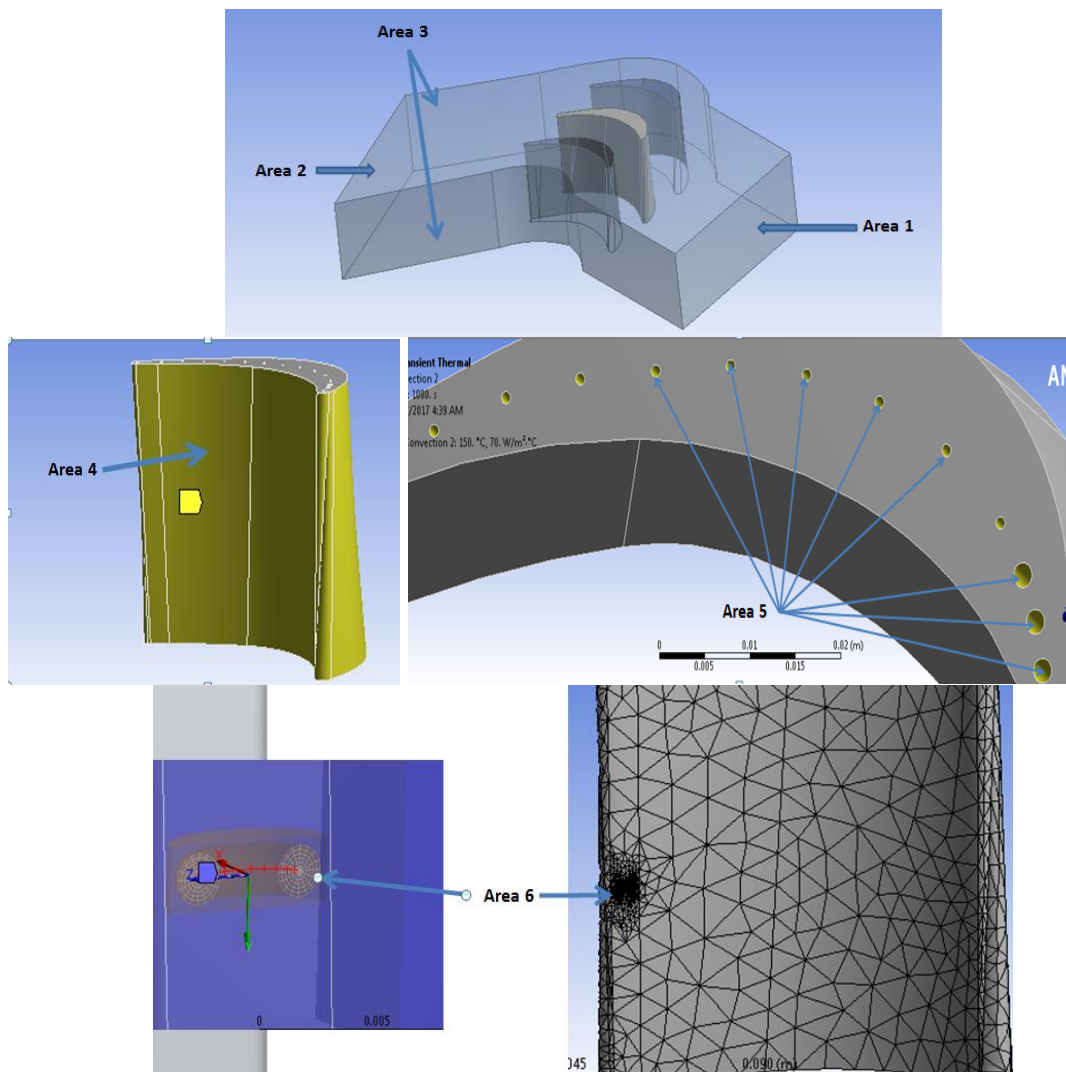 Area 3
Area 2
Area 1
Area 4
ansient Thermal
ection 2
: 1080. s
/2017 4:39 AM
Convection 2: 150. °C, 70. W/m²·°C
AN
Area 5
0 0.01 0.02 (m)
0.005 0.015
X
Z
Area 6
0 0.005
045 0.090 (m)